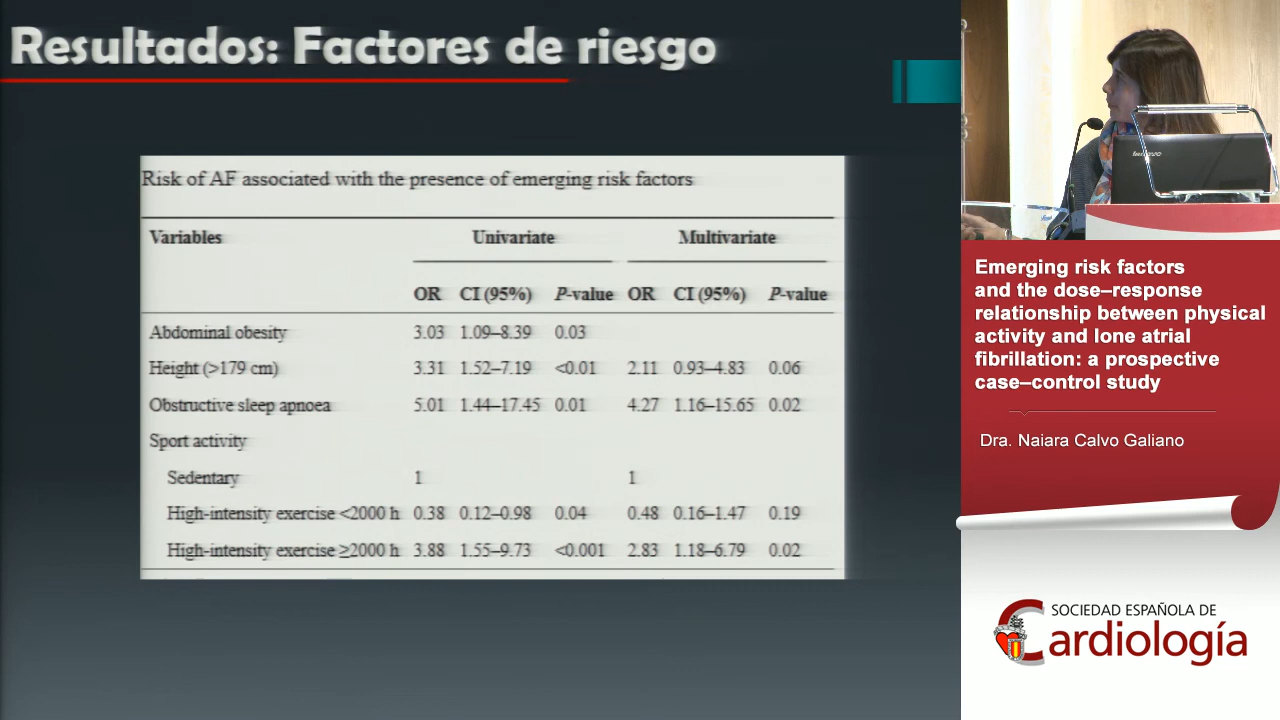 Resultados: Factores de riesgo
Risk of AF associated with the presence of emerging risk factors
Variables Univariate Multivariate
OR CI (95%) P-value OR CI (95%) P-value
Abdominal obesity 3.03 1.09–8.39 0.03
Height (>179 cm) 3.31 1.52–7.19 <0.01 2.11 0.93–4.83 0.06
Obstructive sleep apnoea 5.01 1.44–17.45 0.01 4.27 1.16–15.65 0.02
Sport activity
Sedentary 1 1
High-intensity exercise <2000 h 0.38 0.12–0.98 0.04 0.48 0.16–1.47 0.19
High-intensity exercise ≥2000 h 3.88 1.55–9.73 <0.001 2.83 1.18–6.79 0.02
Emerging risk factors
and the dose–response
relationship between physical
activity and lone atrial
fibrillation: a prospective
case–control study
Dra. Naiara Calvo Galiano
SOCIEDAD ESPAÑOLA DE
Cardiología